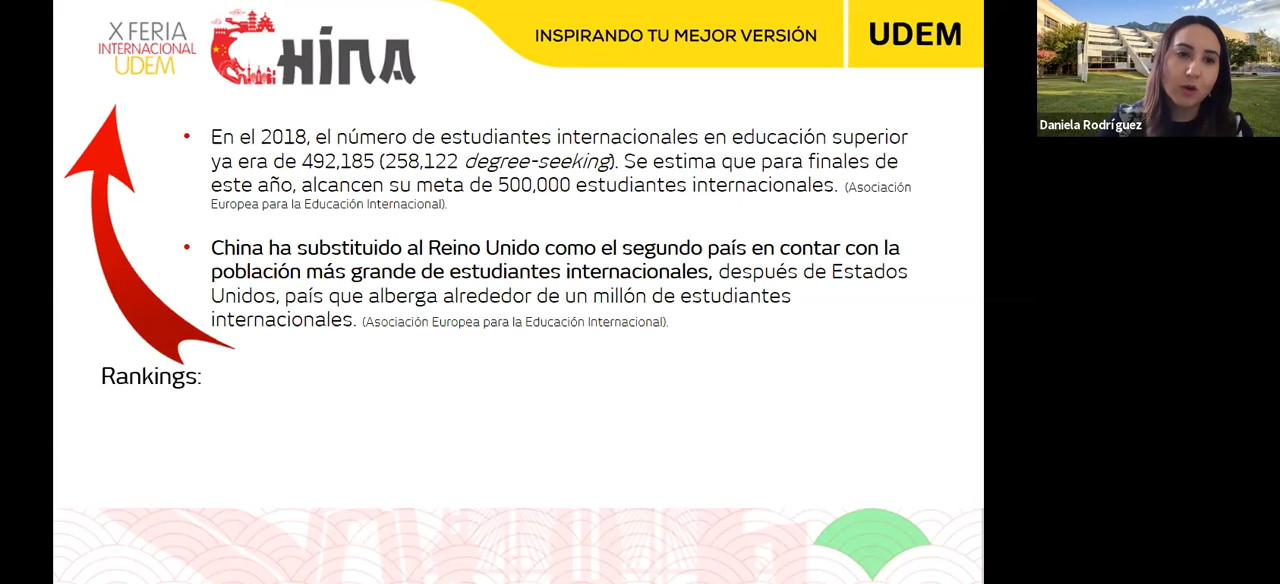 X FERIA
INTERNACIONAL
UDEM
CHINA
INSPIRANDO TU MEJOR VERSIÓN
UDEM
Daniela Rodríguez
• En el 2018, el número de estudiantes internacionales en educación superior
ya era de 492,185 (258,122 degree-seeking). Se estima que para finales de
este año, alcancen su meta de 500,000 estudiantes internacionales. (Asociación
Europea para la Educación Internacional).
• China ha substituido al Reino Unido como el segundo país en contar con la
población más grande de estudiantes internacionales, después de Estados
Unidos, país que alberga alrededor de un millón de estudiantes
internacionales. (Asociación Europea para la Educación Internacional).
Rankings: